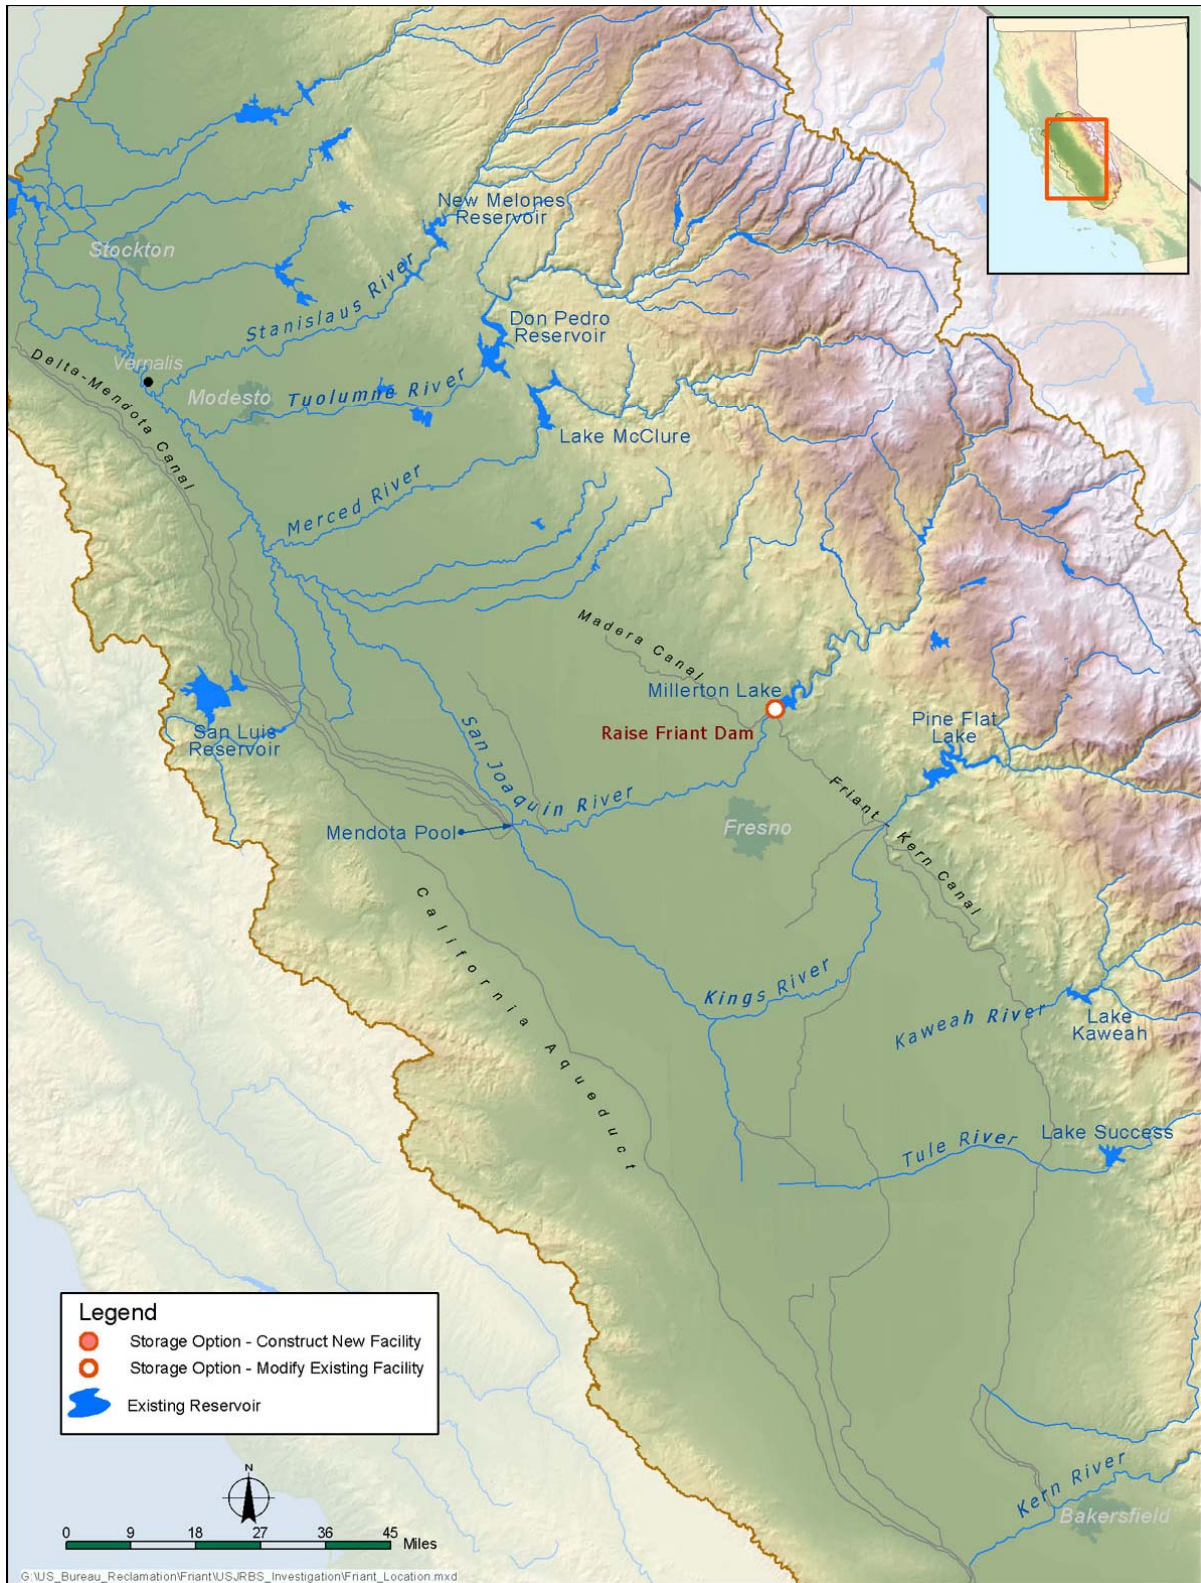 New Melones
Reservoir
Stockton
Stanislaus River
Don Pedro
Reservoir
Vernalis
Delta-Mendota Canal
Modesto
Tuolumne River
Lake McClure
Merced River
Madera Canal
Millerton Lake
San Luis
Reservoir
Raise Friant Dam
Pine Flat
Lake
San Joaquin River
Mendota Pool
Fresno
Friant - Kern Canal
California Aqueduct
Kings River
Kaweah River
Lake
Kaweah
Tule River
Lake Success
Legend
Storage Option - Construct New Facility
Storage Option - Modify Existing Facility
Existing Reservoir
N
0 9 18 27 36 45
Miles
Kern River
Bakersfield
G:\US_Bureau_Reclamation\Friant\USJRBS_Investigation\Friant_Location.mxd